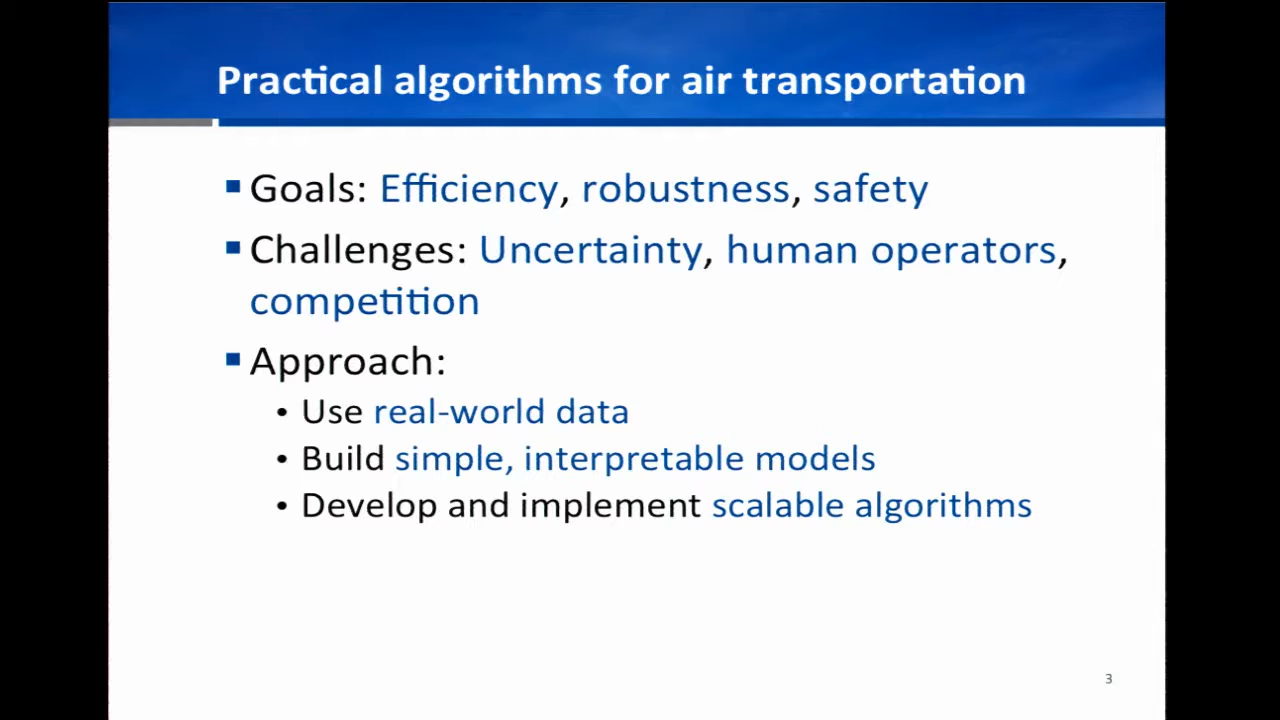 Practical algorithms for air transportation
Goals: Efficiency, robustness, safety
Challenges: Uncertainty, human operators,
competition
Approach:
Use real-world data
Build simple, interpretable models
Develop and implement scalable algorithms
3